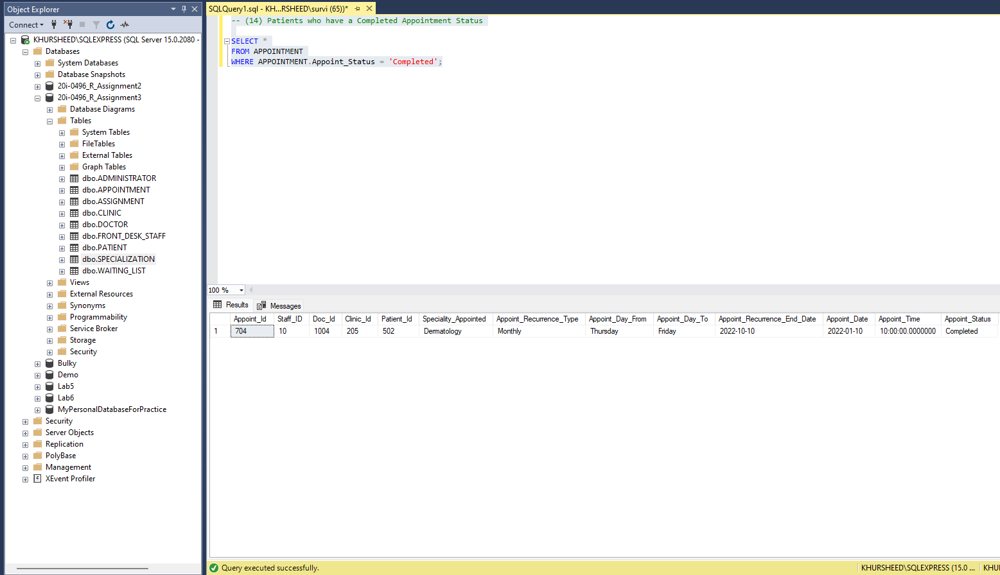 Object Explorer
Connect
KHURSHEED\SQLEXPRESS (SQL Server 15.0.2080 -
Databases
System Databases
Database Snapshots
20i-0496_R_Assignment2
20i-0496_R_Assignment3
Database Diagrams
Tables
System Tables
FileTables
External Tables
Graph Tables
dbo.ADMINISTRATOR
dbo.APPOINTMENT
dbo.ASSIGNMENT
dbo.CLINIC
dbo.DOCTOR
dbo.FRONT_DESK_STAFF
dbo.PATIENT
dbo.SPECIALIZATION
dbo.WAITING_LIST
Views
External Resources
Synonyms
Programmability
Service Broker
Storage
Security
Bulky
Demo
Lab5
Lab6
MyPersonalDatabaseForPractice
Security
Server Objects
Replication
PolyBase
Management
XEvent Profiler
SQLQuery1.sql - KH...RSHEED\survi (65))*
-- (14) Patients who have a Completed Appointment Status
SELECT *
FROM APPOINTMENT
WHERE APPOINTMENT.Appoint_Status = 'Completed';
100 %
Results Messages
Appoint_Id Staff_ID Doc_Id Clinic_Id Patient_Id Speciality_Appointed Appoint_Recurrence_Type Appoint_Day_From Appoint_Day_To Appoint_Recurrence_End_Date Appoint_Date Appoint_Time Appoint_Status
1 704 10 1004 205 502 Dermatology Monthly Thursday Friday 2022-10-10 2022-01-10 10:00:00.0000000 Completed
Query executed successfully. KHURSHEED\SQLEXPRESS (15.0 ... KHU